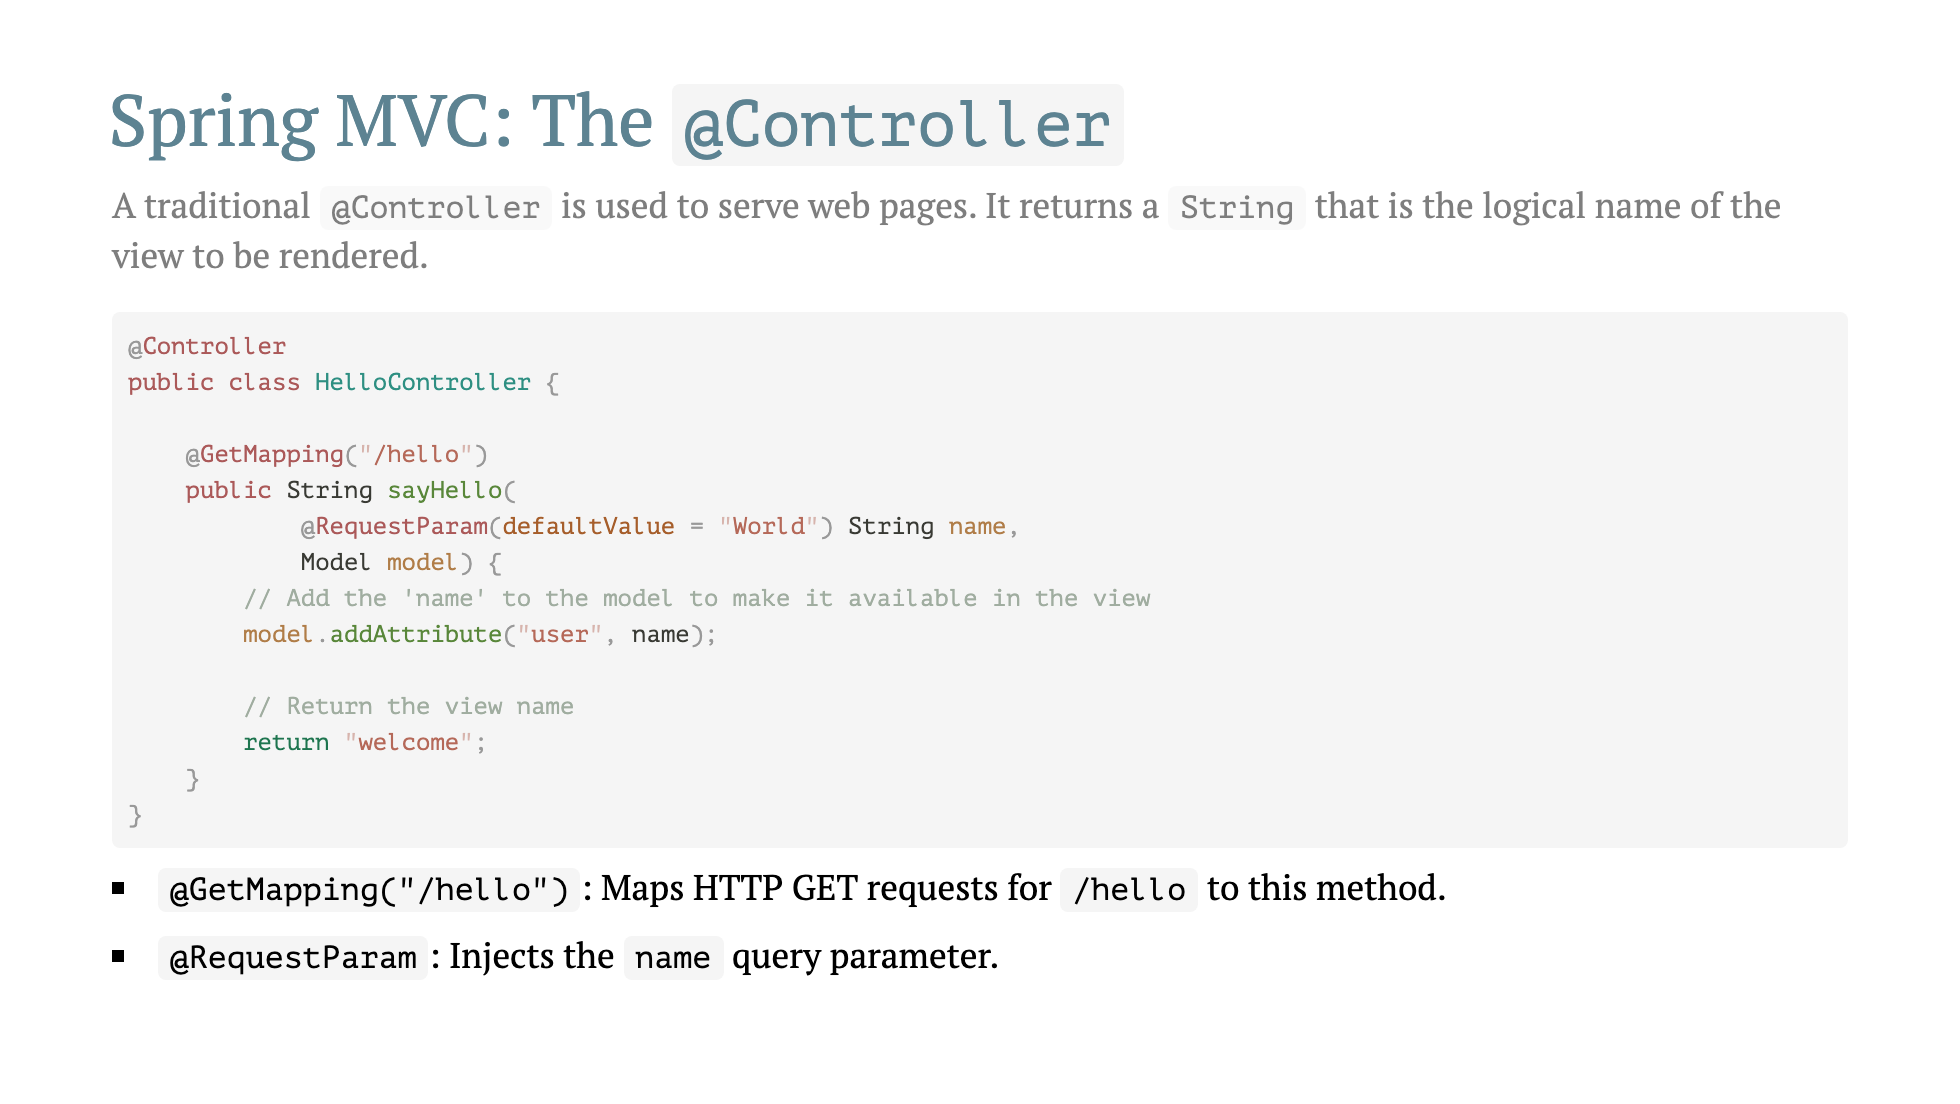 Spring MVC: The @Controller
A traditional @Controller is used to serve web pages. It returns a String that is the logical name of the
view to be rendered.
@Controller
public class HelloController {
    @GetMapping("/hello")
    public String sayHello(
            @RequestParam(defaultValue = "World") String name,
            Model model) {
        // Add the 'name' to the model to make it available in the view
        model.addAttribute("user", name);
        // Return the view name
        return "welcome";
    }
}
▪ @GetMapping("/hello"): Maps HTTP GET requests for /hello to this method.
▪ @RequestParam: Injects the name query parameter.